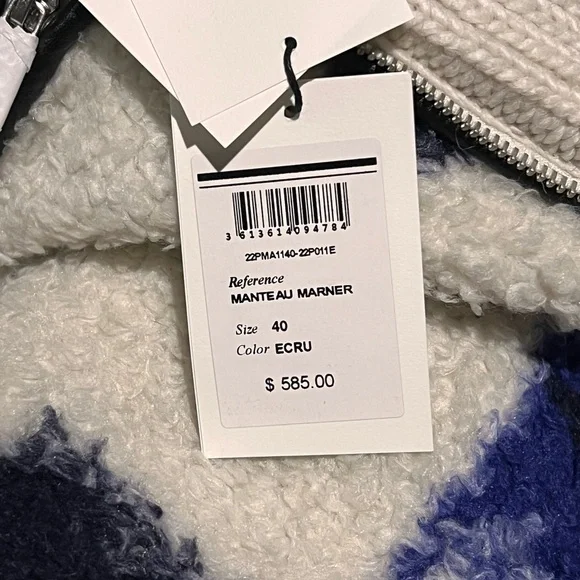 3 613614 094784
22PMA1140-22P011E
Reference
MANTEAU MARNER
Size 40
Color ECRU
$ 585.00